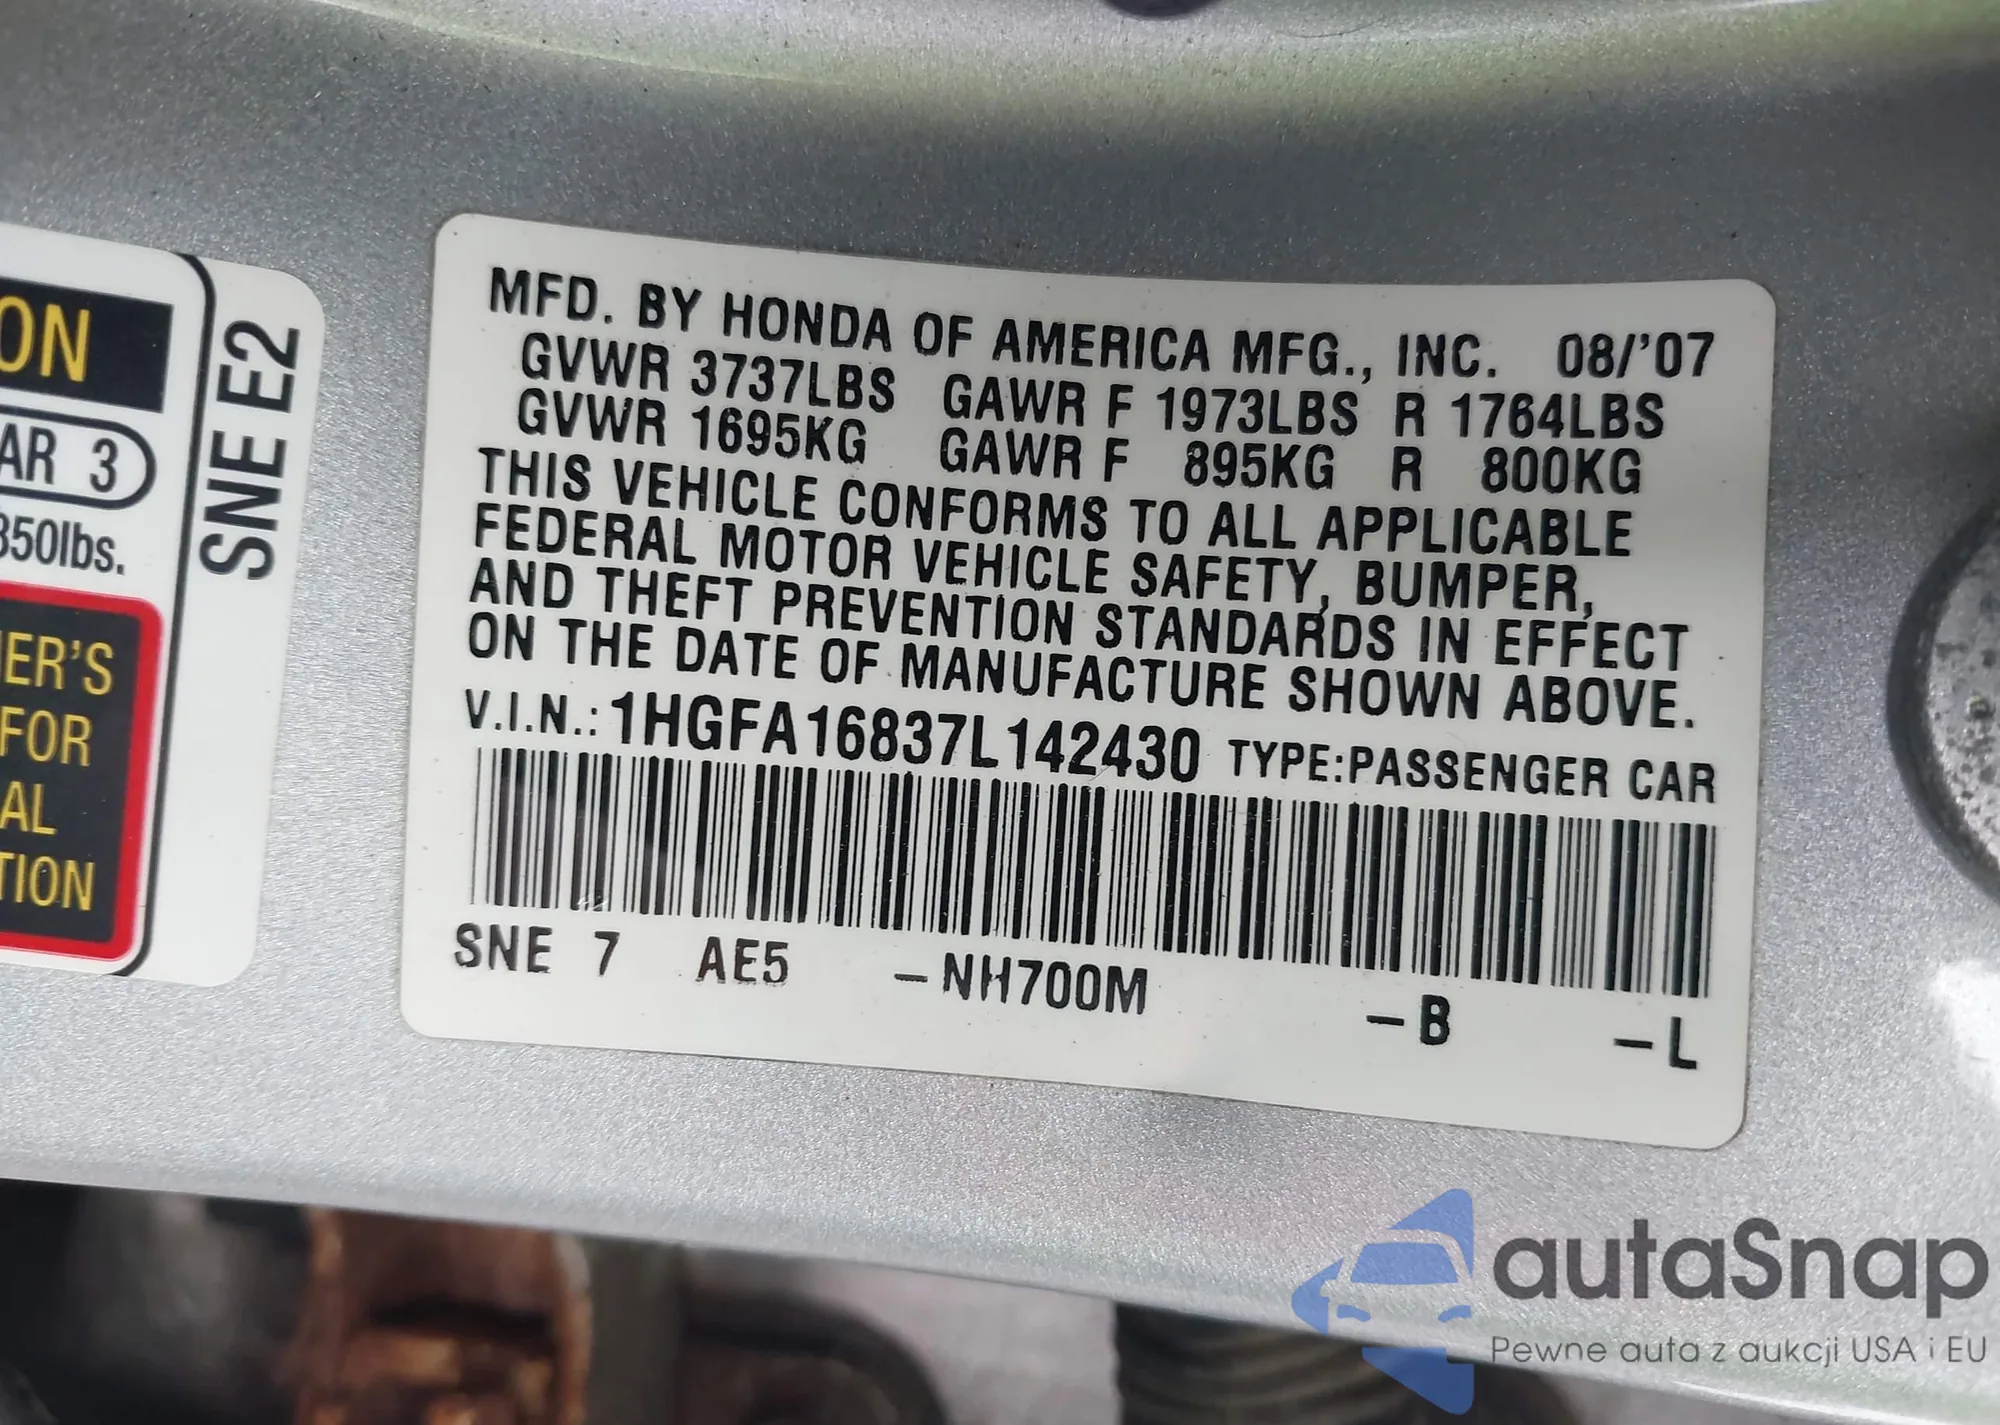 ON
AR 3
350lbs.
ER'S
FOR
AL
TION
SNE E2
MFD. BY HONDA OF AMERICA MFG., INC. 08/'07
GVWR 3737LBS GAWR F 1973LBS R 1764LBS
GVWR 1695KG GAWR F 895KG R 800KG
THIS VEHICLE CONFORMS TO ALL APPLICABLE
FEDERAL MOTOR VEHICLE SAFETY, BUMPER,
AND THEFT PREVENTION STANDARDS IN EFFECT
ON THE DATE OF MANUFACTURE SHOWN ABOVE.
V.I.N.: 1HGFA16837L142430 TYPE:PASSENGER CAR
SNE 7 AE5 –NH700M –B –L
autaSnap
Pewne auta z aukcji USA i EU